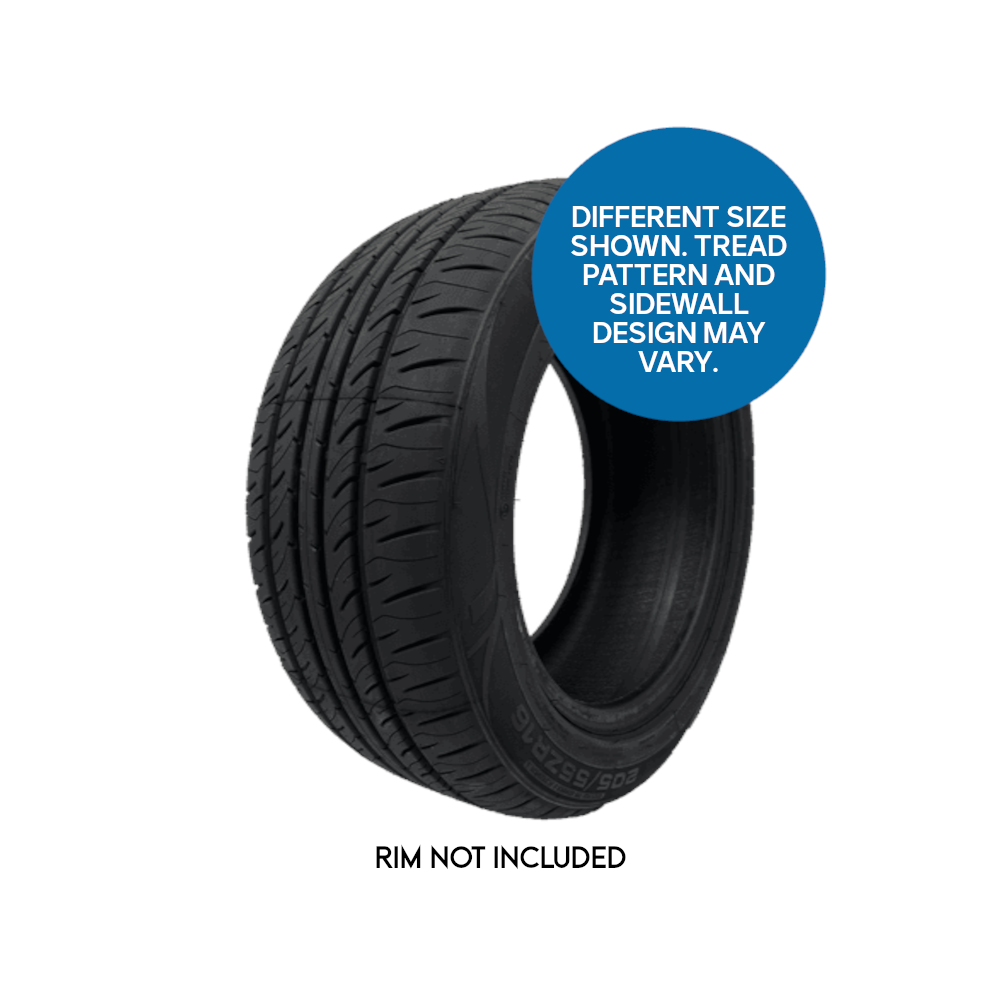 DIFFERENT SIZE
SHOWN. TREAD
PATTERN AND
SIDEWALL
DESIGN MAY
VARY.
205/55ZR16
RIM NOT INCLUDED